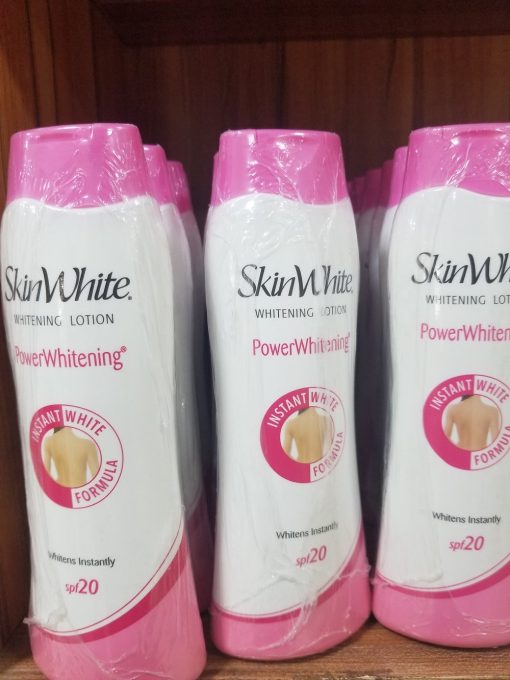 SkinWhite®
WHITENING LOTION
PowerWhitening®
INSTANT WHITE
FORMULA
Whitens Instantly
spf20
SkinWhite®
WHITENING LOTION
PowerWhitening®
INSTANT WHITE
FORMULA
Whitens Instantly
spf20
SkinWh
WHITENING LOT
PowerWhiten
INSTANT WHITE
FORMULA
Whitens Instantly
spf20